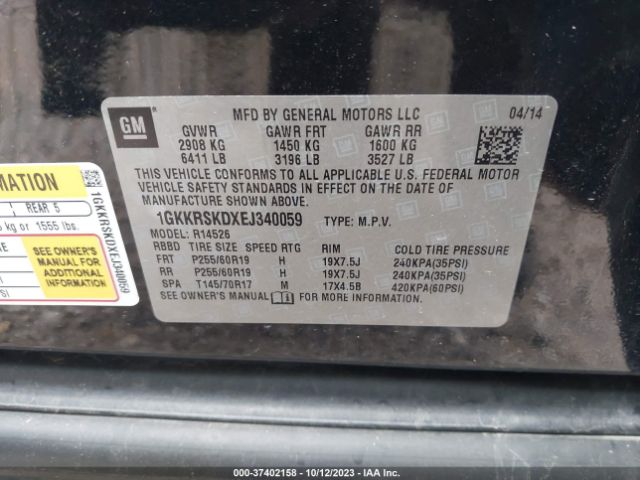 GM
MFD BY GENERAL MOTORS LLC 04/14
GVWR GAWR FRT GAWR RR
2908 KG 1450 KG 1600 KG
6411 LB 3196 LB 3527 LB
THIS VEHICLE CONFORMS TO ALL APPLICABLE U.S. FEDERAL MOTOR
VEHICLE SAFETY STANDARDS IN EFFECT ON THE DATE OF
MANUFACTURE SHOWN ABOVE.
1GKKRSKDXEJ340059 TYPE: M.P.V.
MODEL: R14526
RBBD TIRE SIZE SPEED RTG RIM COLD TIRE PRESSURE
FRT P255/60R19 H 19X7.5J 240KPA(35PSI)
RR P255/60R19 H 19X7.5J 240KPA(35PSI)
SPA T145/70R17 M 17X4.5B 420KPA(60PSI)
SEE OWNER'S MANUAL FOR MORE INFORMATION
MATION
REAR 5
kg or 1555 lbs.
SEE OWNER'S
MANUAL FOR
ADDITIONAL
INFORMATION
1GKKRSKDXEJ340059
000-37402158 - 10/12/2023 - IAAI.com